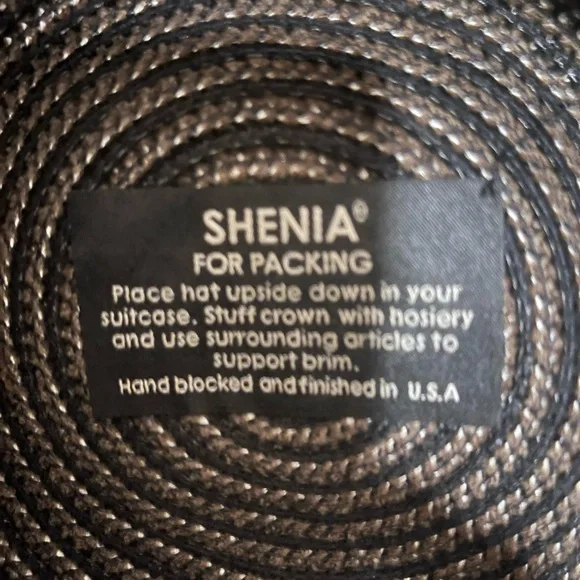 SHENIA®
FOR PACKING
Place hat upside down in your
suitcase. Stuff crown with hosiery
and use surrounding articles to
support brim.
Hand blocked and finished in U.S.A